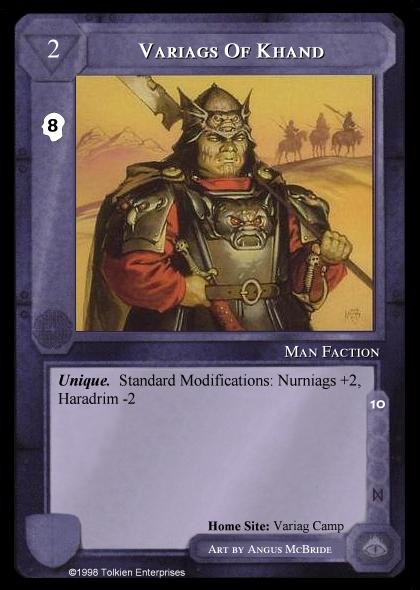 2
VARIAGS OF KHAND
8
MAN FACTION
Unique. Standard Modifications: Nurniags +2,
Haradrim -2
10
Home Site: Variag Camp
ART BY ANGUS MCBRIDE
©1998 Tolkien Enterprises